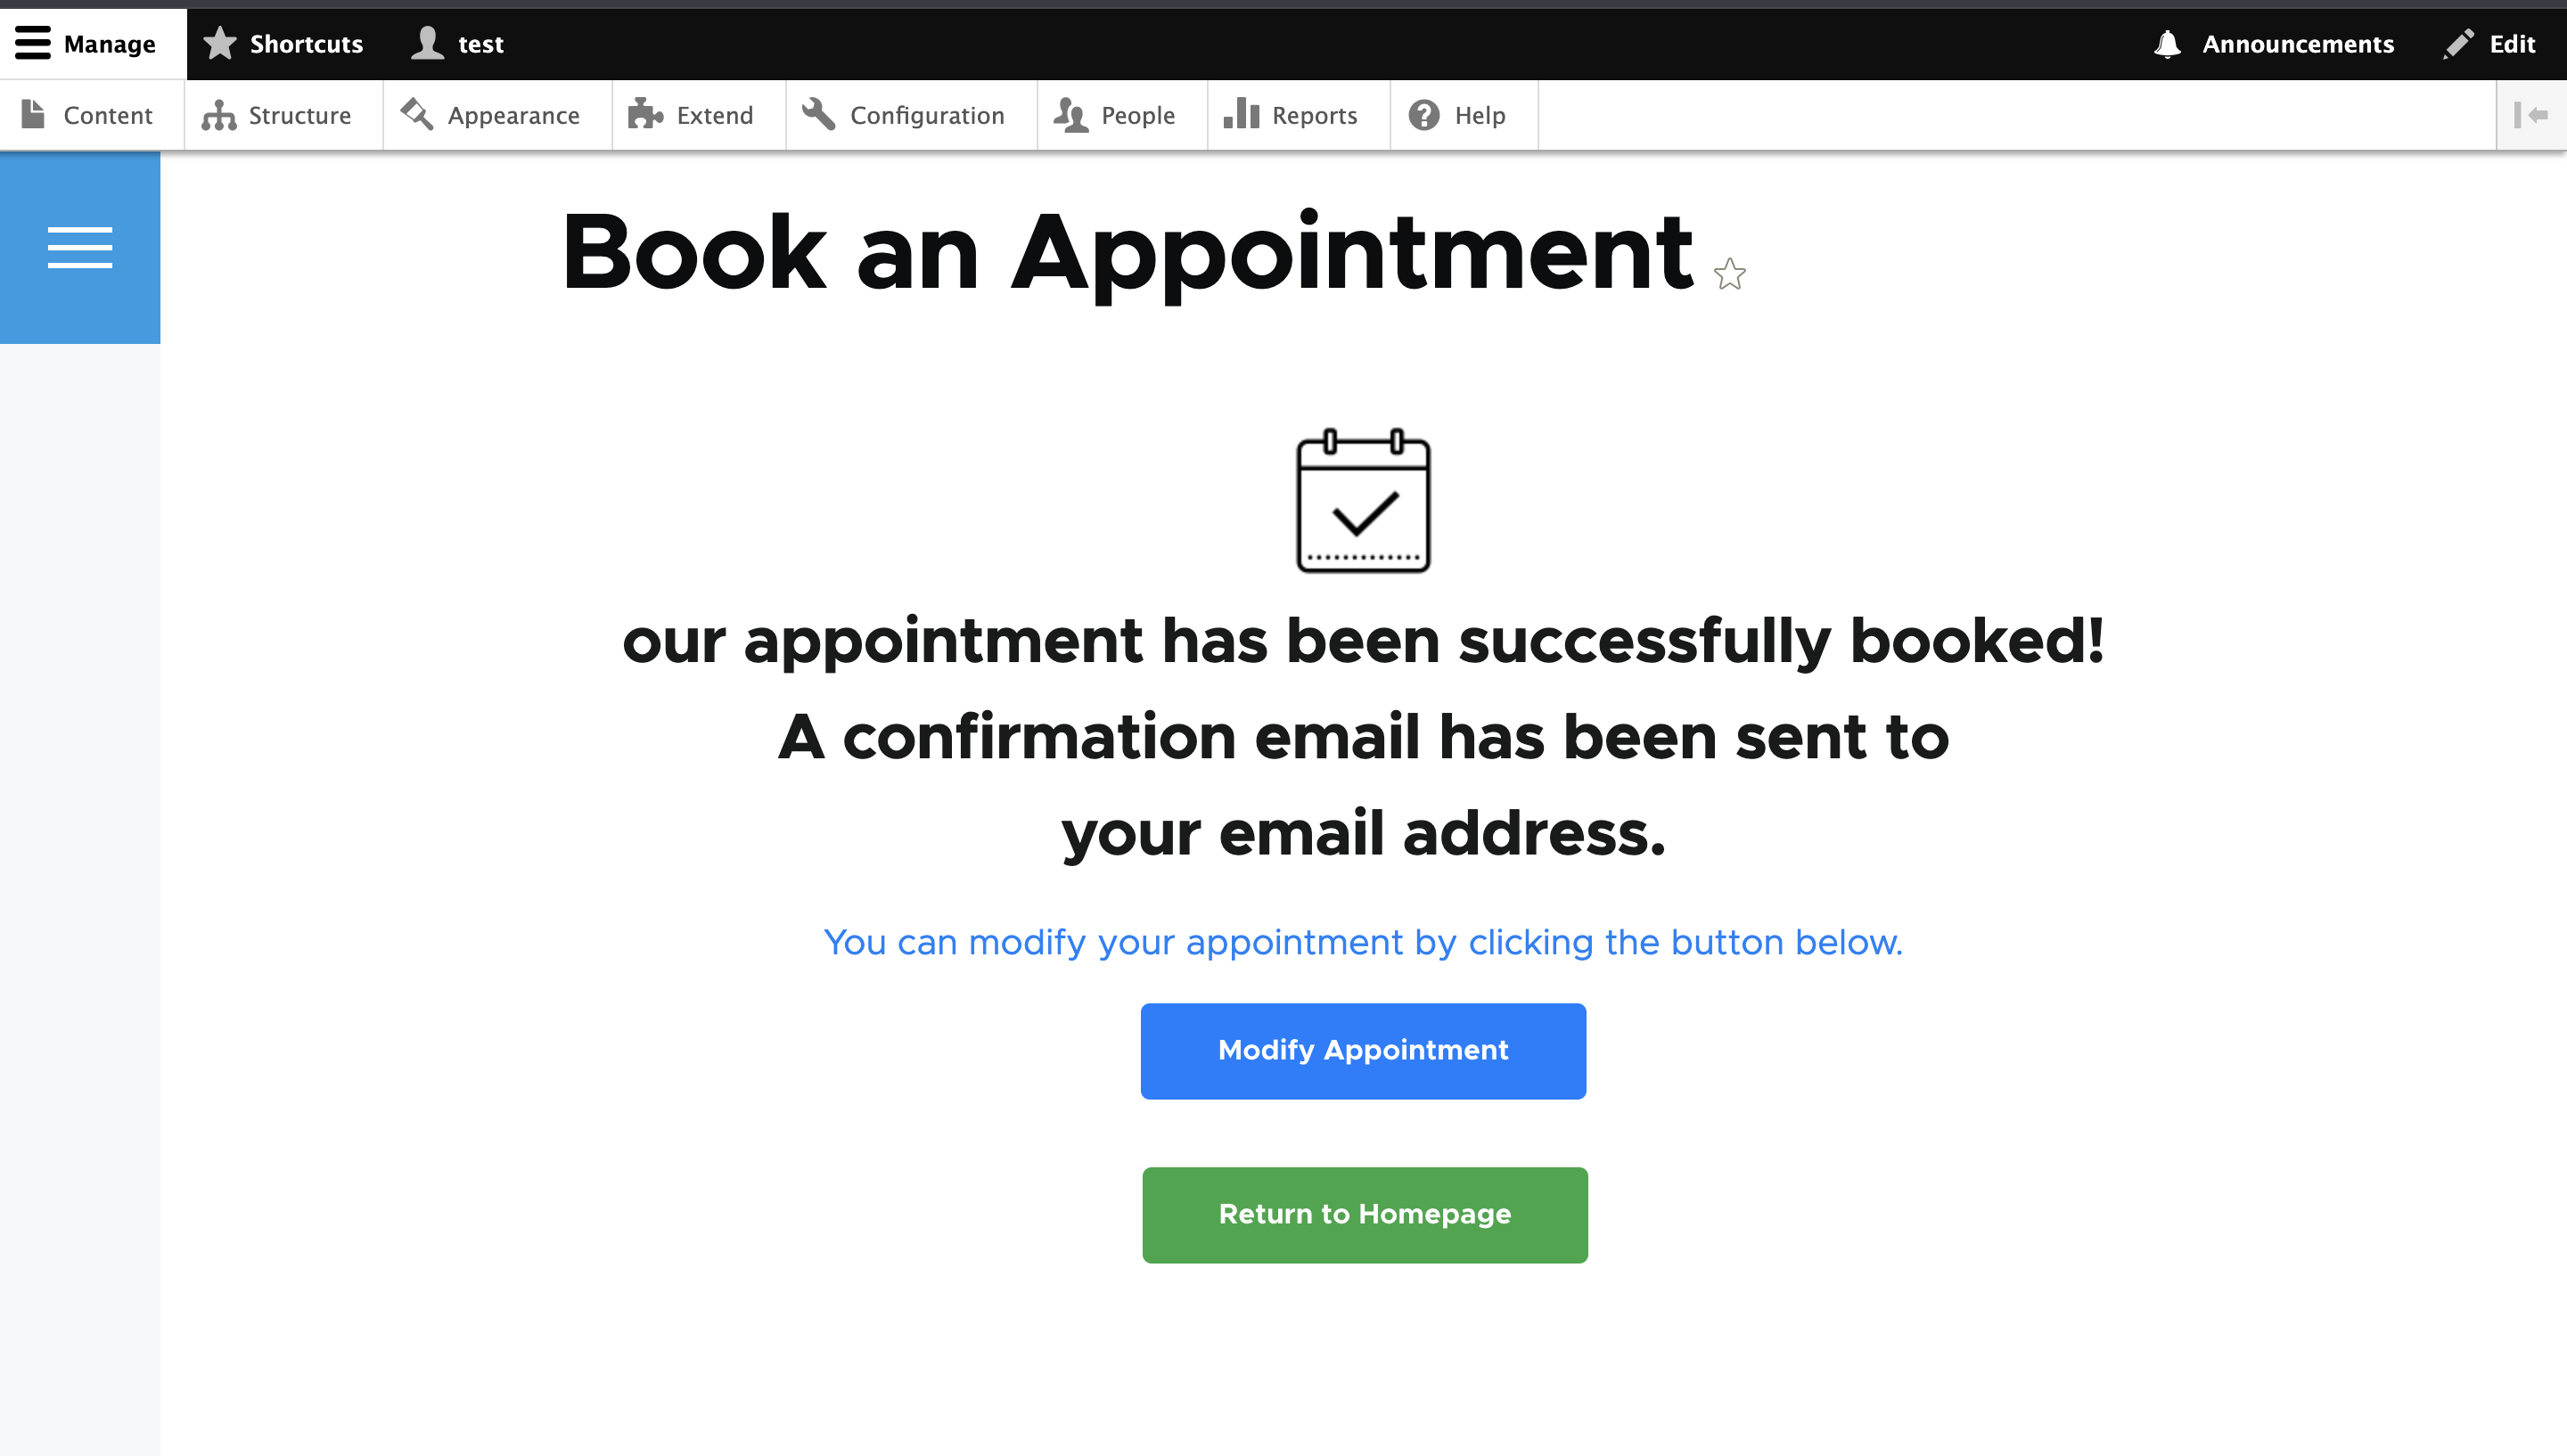 Manage Shortcuts test Announcements Edit
Content Structure Appearance Extend Configuration People Reports Help
Book an Appointment
our appointment has been successfully booked!
A confirmation email has been sent to
your email address.
You can modify your appointment by clicking the button below.
Modify Appointment
Return to Homepage